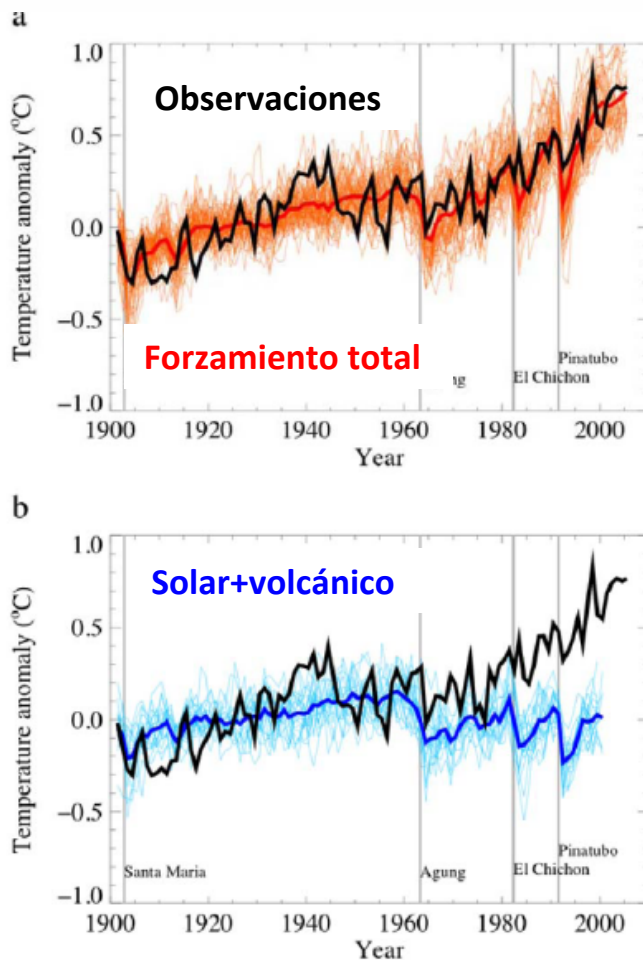 a
Temperature anomaly (°C)
1.0
0.5
0.0
−0.5
−1.0
Observaciones
Forzamiento total
ng
El Chichon
Pinatubo
1900 1920 1940 1960 1980 2000
Year
b
Temperature anomaly (°C)
1.0
0.5
0.0
−0.5
−1.0
Solar+volcánico
Santa Maria
Agung
El Chichon
Pinatubo
1900 1920 1940 1960 1980 2000
Year